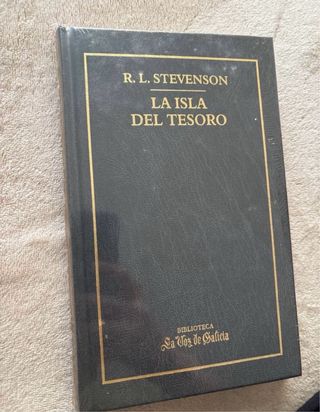 R. L. STEVENSON
LA ISLA
DEL TESORO
BIBLIOTECA
La Voz de Galicia